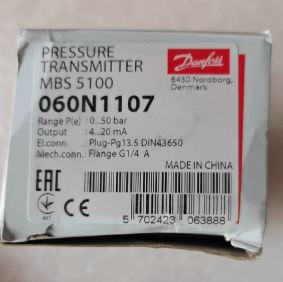 PRESSURE
TRANSMITTER
MBS 5100
060N1107
Danfoss
6430 Nordborg,
Denmark
Range P(e) : 0...50 bar
Output : 4...20 mA
El.conn. : Plug-Pg13.5 DIN43650
Mech.conn.: Flange G1/4 A
MADE IN CHINA
EAC CE
5 702423 063888